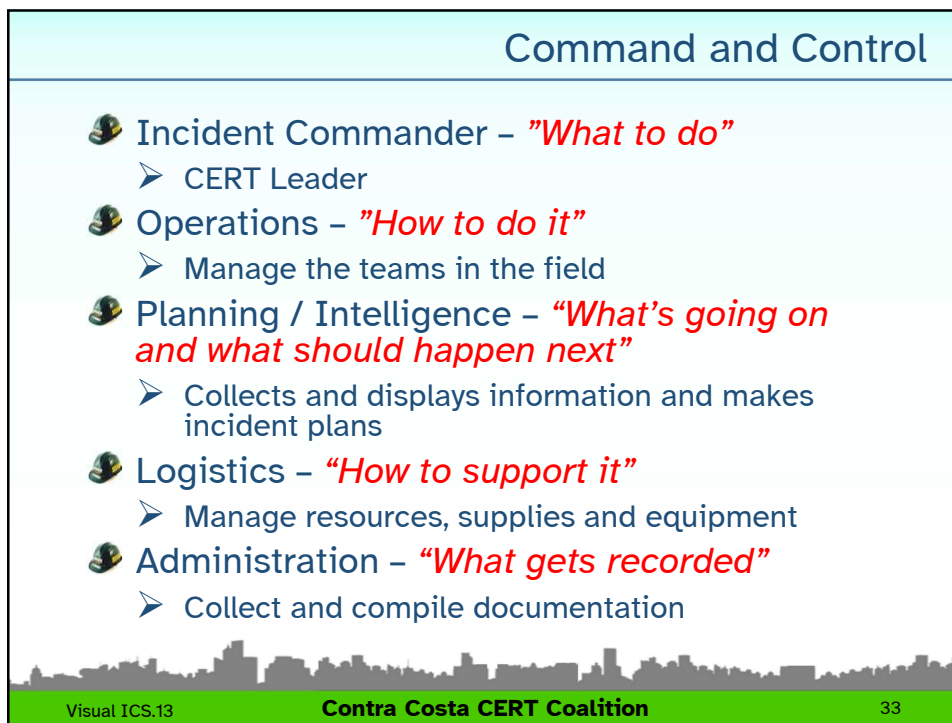 Command and Control
Incident Commander – ”What to do”
➢ CERT Leader
Operations – ”How to do it”
➢ Manage the teams in the field
Planning / Intelligence – “What’s going on
and what should happen next”
➢ Collects and displays information and makes
incident plans
Logistics – “How to support it”
➢ Manage resources, supplies and equipment
Administration – “What gets recorded”
➢ Collect and compile documentation
Visual ICS.13 Contra Costa CERT Coalition 33